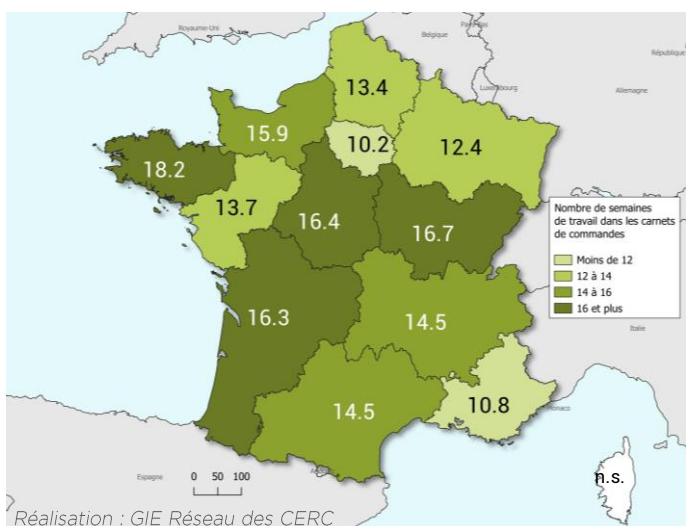 Royaume-Uni
Belgique
Pays-Bas
Luxembourg
République
Allemagne
13.4
15.9
10.2
12.4
18.2
13.7
16.4
16.7
Nombre de semaines
de travail dans les carnets
de commandes
Moins de 12
12 à 14
14 à 16
16 et plus
16.3
14.5
Italie
14.5
10.8
Monaco
n.s.
Espagne
0 50 100
Réalisation : GIE Réseau des CERC